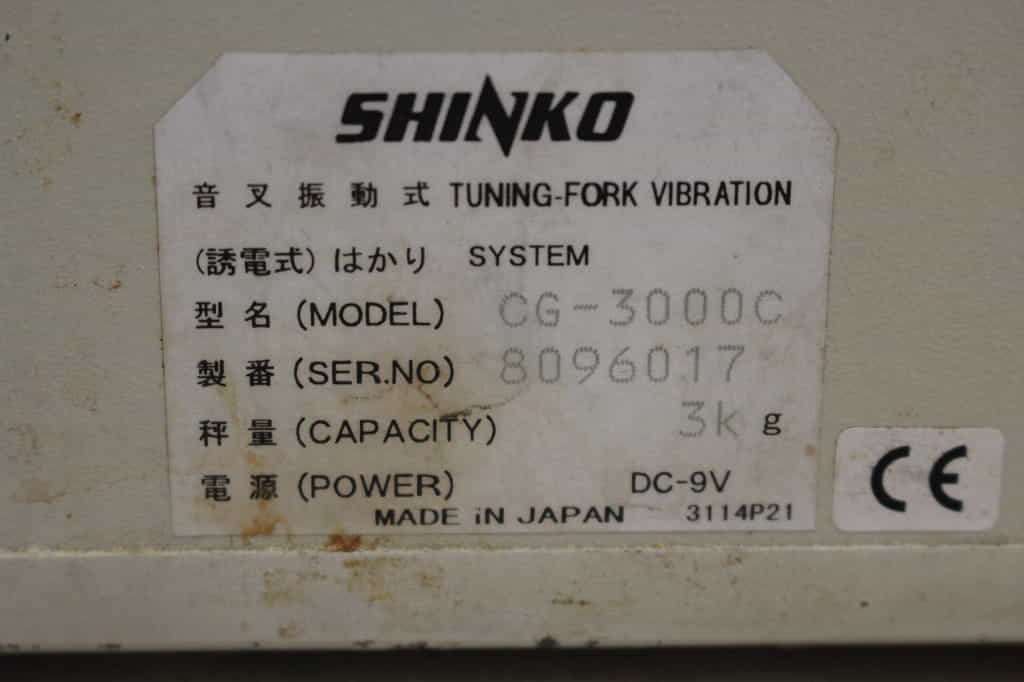 SHINKO
音叉振動式 TUNING-FORK VIBRATION
(誘電式) はかり SYSTEM
型名 (MODEL) CG-3000C
製番 (SER.NO) 8096017
秤量 (CAPACITY) 3k g
電源 (POWER) DC-9V
MADE iN JAPAN 3114P21
CE